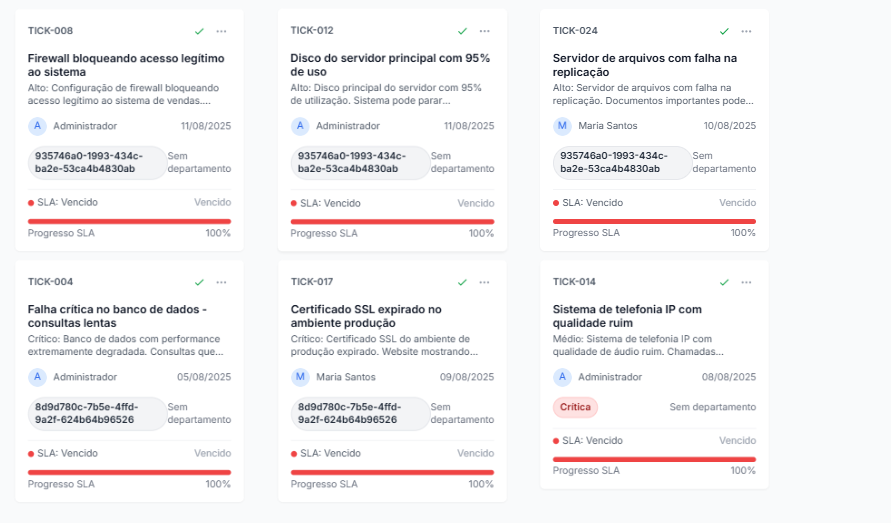 TICK-008
Firewall bloqueando acesso legítimo
ao sistema
Alto: Configuração de firewall bloqueando
acesso legítimo ao sistema de vendas....
A Administrador 11/08/2025
935746a0-1993-434c-
ba2e-53ca4b4830ab
Sem
departamento
SLA: Vencido Vencido
Progresso SLA 100%
TICK-012
Disco do servidor principal com 95%
de uso
Alto: Disco principal do servidor com 95%
de utilização. Sistema pode parar...
A Administrador 11/08/2025
935746a0-1993-434c-
ba2e-53ca4b4830ab
Sem
departamento
SLA: Vencido Vencido
Progresso SLA 100%
TICK-024
Servidor de arquivos com falha na
replicação
Alto: Servidor de arquivos com falha na
replicação. Documentos importantes pode...
M Maria Santos 10/08/2025
935746a0-1993-434c-
ba2e-53ca4b4830ab
Sem
departamento
SLA: Vencido Vencido
Progresso SLA 100%
TICK-004
Falha crítica no banco de dados -
consultas lentas
Crítico: Banco de dados com performance
extremamente degradada. Consultas que...
A Administrador 05/08/2025
8d9d780c-7b5e-4ffd-
9a2f-624b64b96526
Sem
departamento
SLA: Vencido Vencido
Progresso SLA 100%
TICK-017
Certificado SSL expirado no
ambiente produção
Crítico: Certificado SSL do ambiente de
produção expirado. Website mostrando...
M Maria Santos 09/08/2025
8d9d780c-7b5e-4ffd-
9a2f-624b64b96526
Sem
departamento
SLA: Vencido Vencido
Progresso SLA 100%
TICK-014
Sistema de telefonia IP com
qualidade ruim
Médio: Sistema de telefonia IP com
qualidade de áudio ruim. Chamadas...
A Administrador 08/08/2025
Crítica Sem departamento
SLA: Vencido Vencido
Progresso SLA 100%